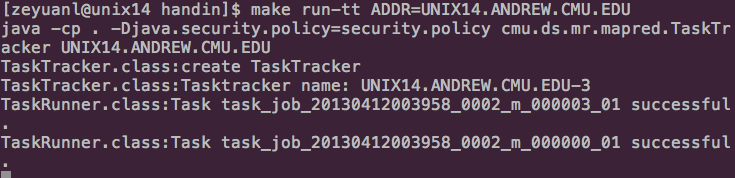 [zeyuanl@unix14 handin]$ make run-tt ADDR=UNIX14.ANDREW.CMU.EDU
java -cp . -Djava.security.policy=security.policy cmu.ds.mr.mapred.TaskTr
acker UNIX14.ANDREW.CMU.EDU
TaskTracker.class:create TaskTracker
TaskTracker.class:Tasktracker name: UNIX14.ANDREW.CMU.EDU-3
TaskRunner.class:Task task_job_20130412003958_0002_m_000003_01 successful
.
TaskRunner.class:Task task_job_20130412003958_0002_m_000000_01 successful
.